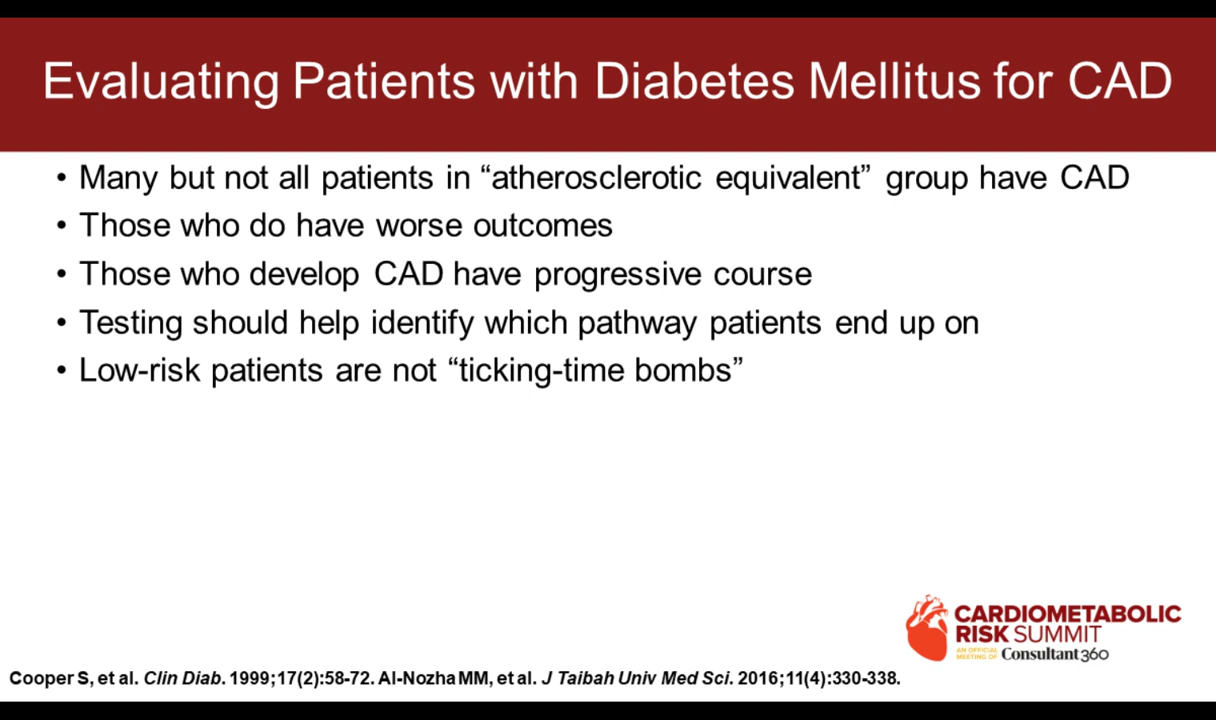 Evaluating Patients with Diabetes Mellitus for CAD
• Many but not all patients in “atherosclerotic equivalent” group have CAD
• Those who do have worse outcomes
• Those who develop CAD have progressive course
• Testing should help identify which pathway patients end up on
• Low-risk patients are not “ticking-time bombs”
CARDIOMETABOLIC
RISK SUMMIT
AN OFFICIAL
MEETING OF Consultant360
Cooper S, et al. Clin Diab. 1999;17(2):58-72. Al-Nozha MM, et al. J Taibah Univ Med Sci. 2016;11(4):330-338.